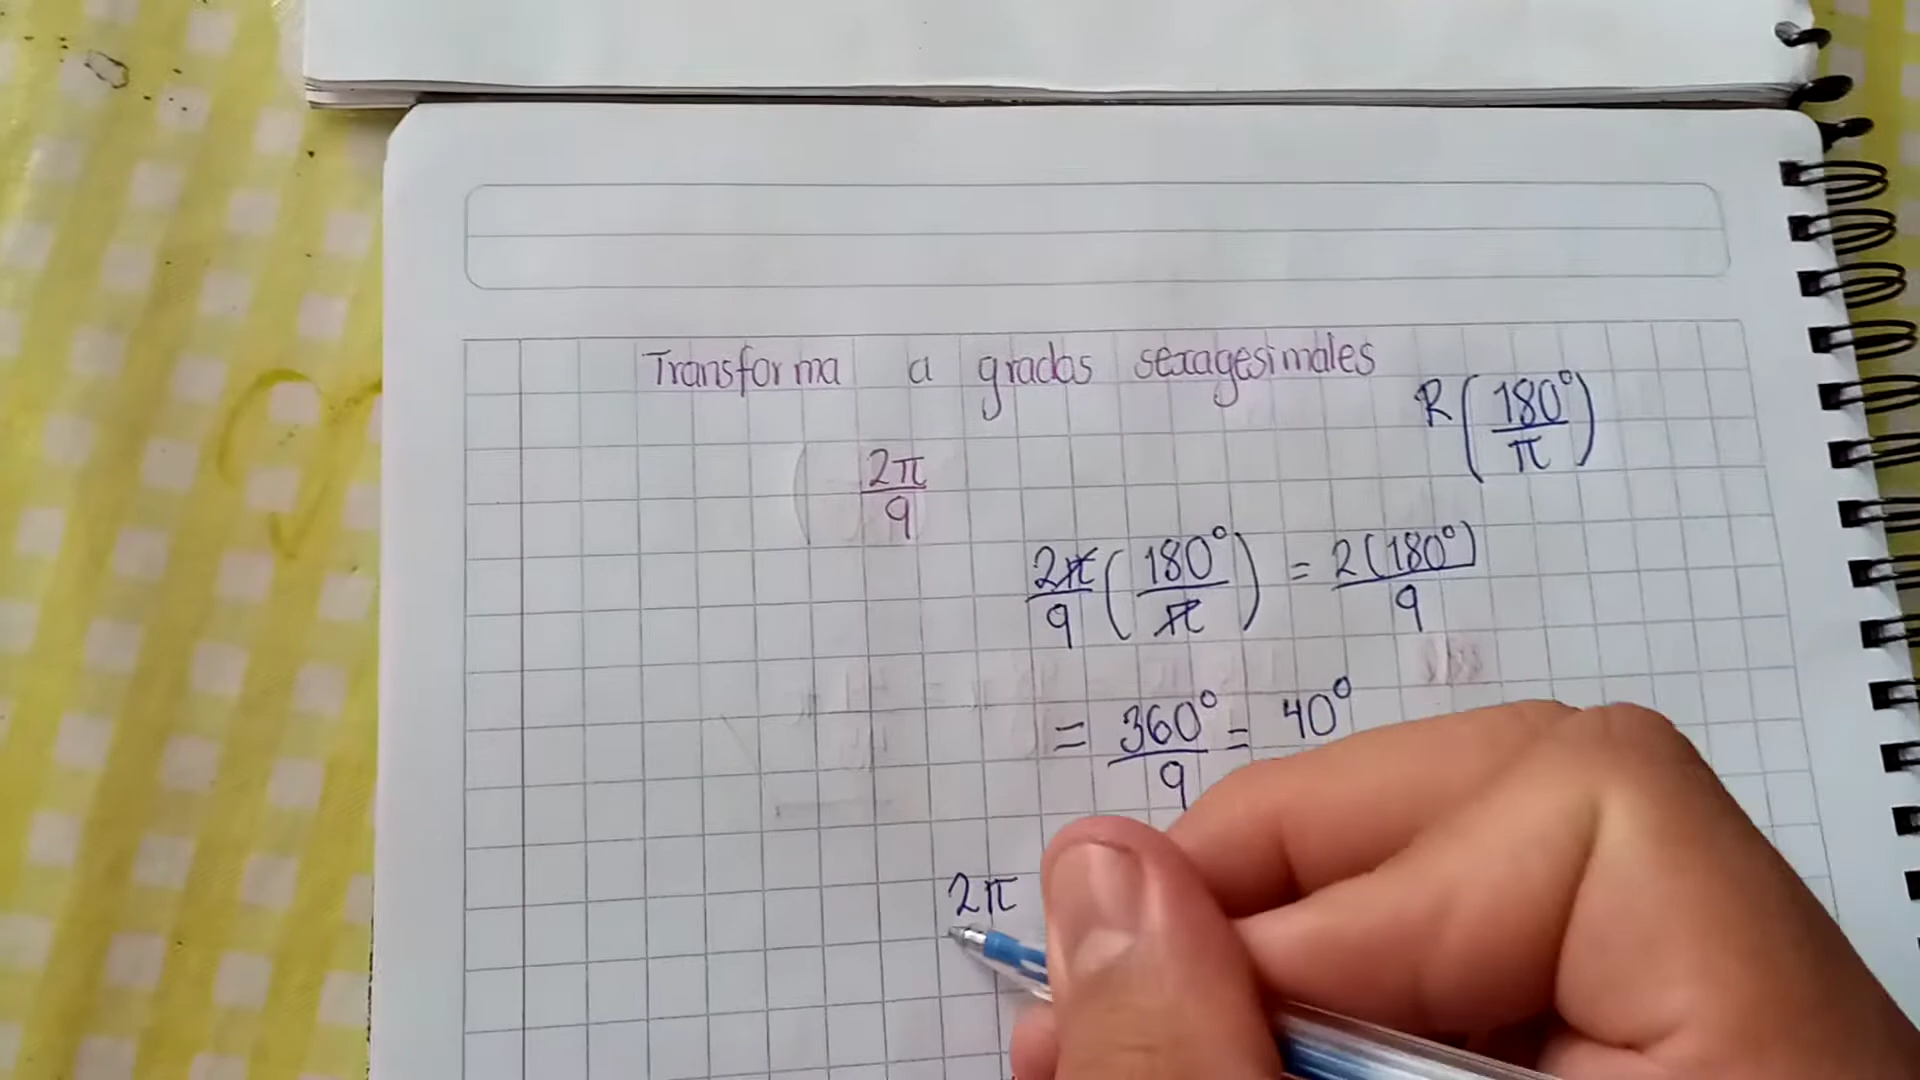 Transforma a grados sexagesimales
R(180°/π)
2π/9
2π/9 (180°/π) = 2(180°)/9
= 360°/9 = 40°
2π